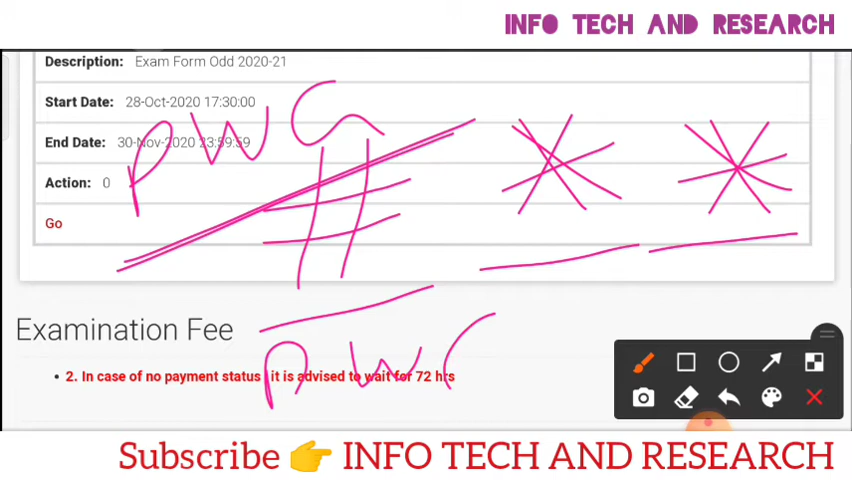 INFO TECH AND RESEARCH
Description: Exam Form Odd 2020-21
Start Date: 28-Oct-2020 17:30:00
PWC
End Date: 30-Nov-2020 23:59:59
Action: 0
#
* *
Go
Examination Fee
PWC
• 2. In case of no payment status , it is advised to wait for 72 hrs
Subscribe 👉 INFO TECH AND RESEARCH